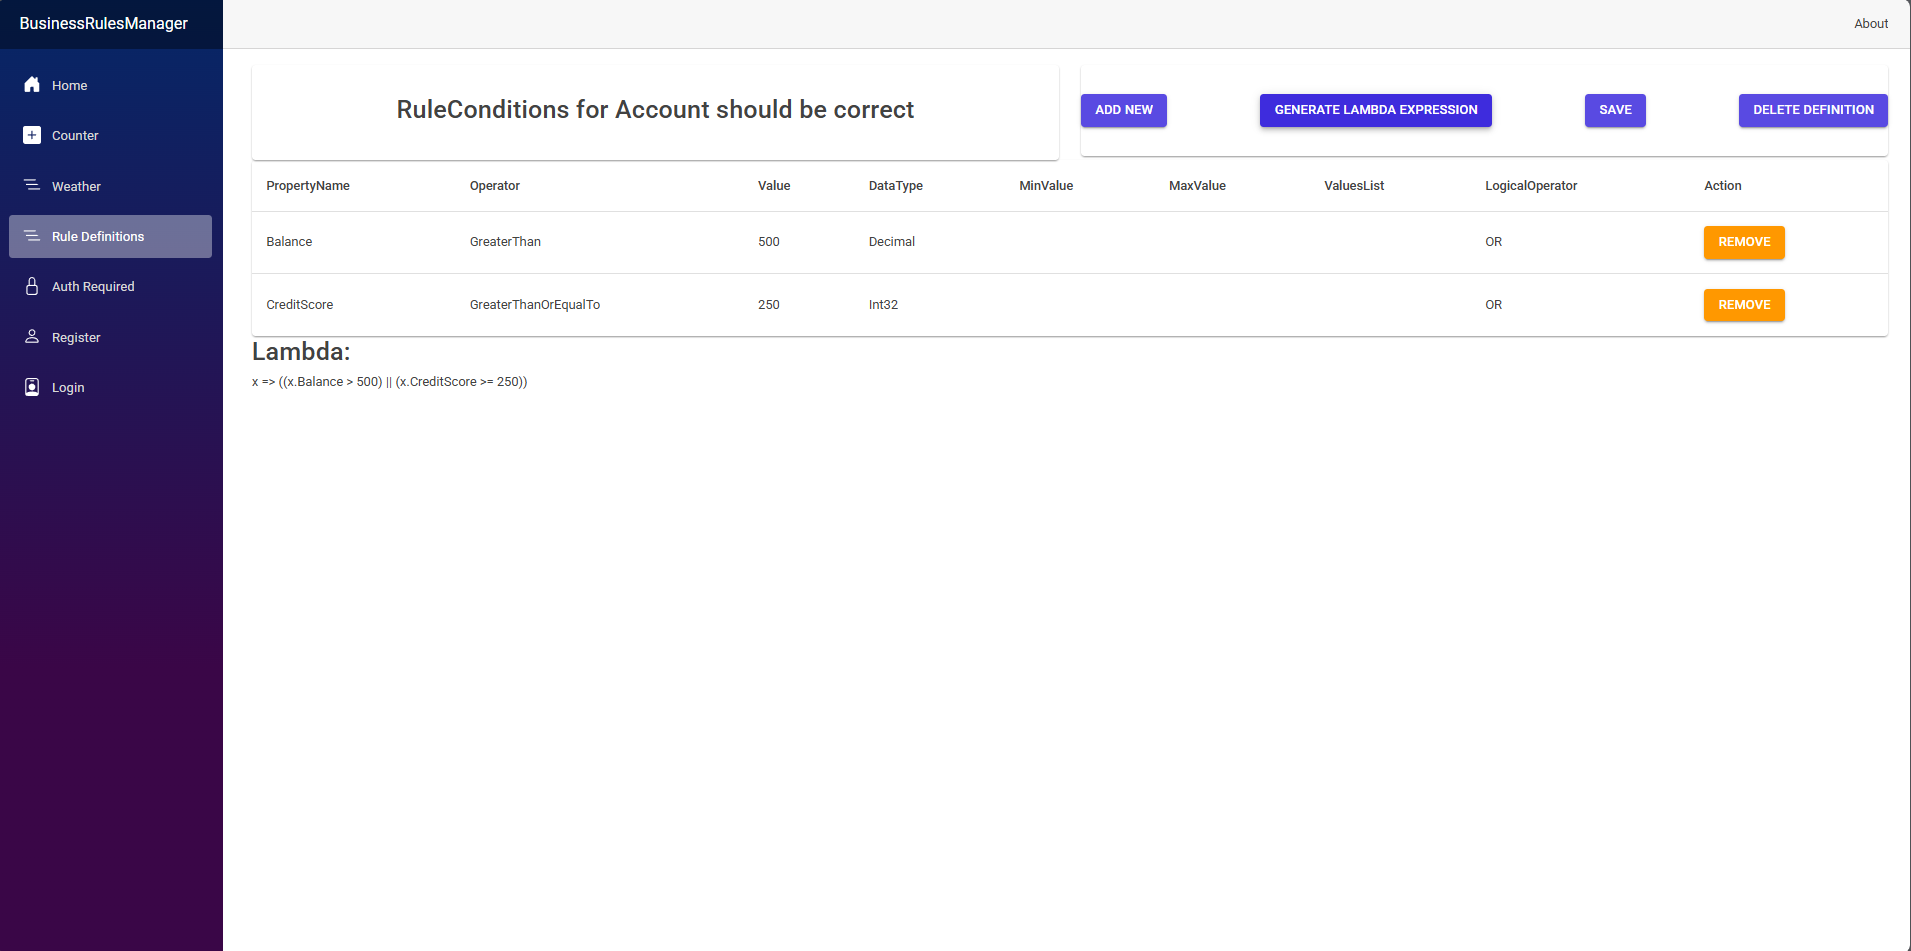 BusinessRulesManager
About
Home
Counter
Weather
Rule Definitions
Auth Required
Register
Login
RuleConditions for Account should be correct
ADD NEW GENERATE LAMBDA EXPRESSION SAVE DELETE DEFINITION
PropertyName Operator Value DataType MinValue MaxValue ValuesList LogicalOperator Action
Balance GreaterThan 500 Decimal OR REMOVE
CreditScore GreaterThanOrEqualTo 250 Int32 OR REMOVE
Lambda:
x => ((x.Balance > 500) || (x.CreditScore >= 250))